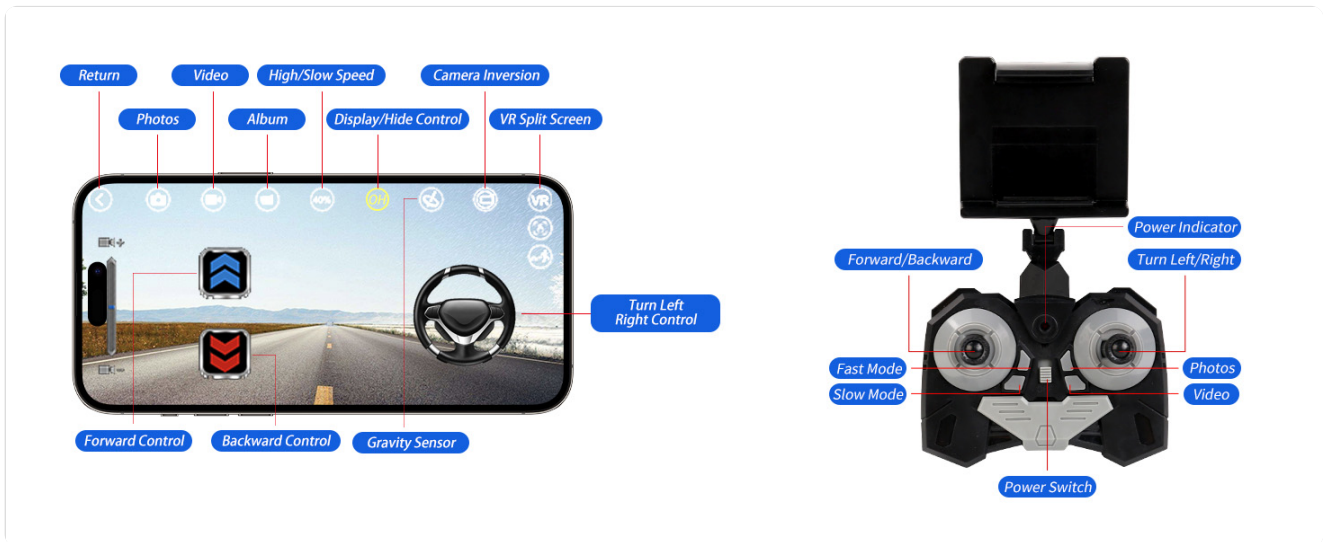 Return
Video
High/Slow Speed
Camera Inversion
Photos
Album
Display/Hide Control
VR Split Screen
40%
OH
VR
Turn Left
Right Control
Forward Control
Backward Control
Gravity Sensor
Power Indicator
Forward/Backward
Turn Left/Right
Fast Mode
Photos
Slow Mode
Video
Power Switch